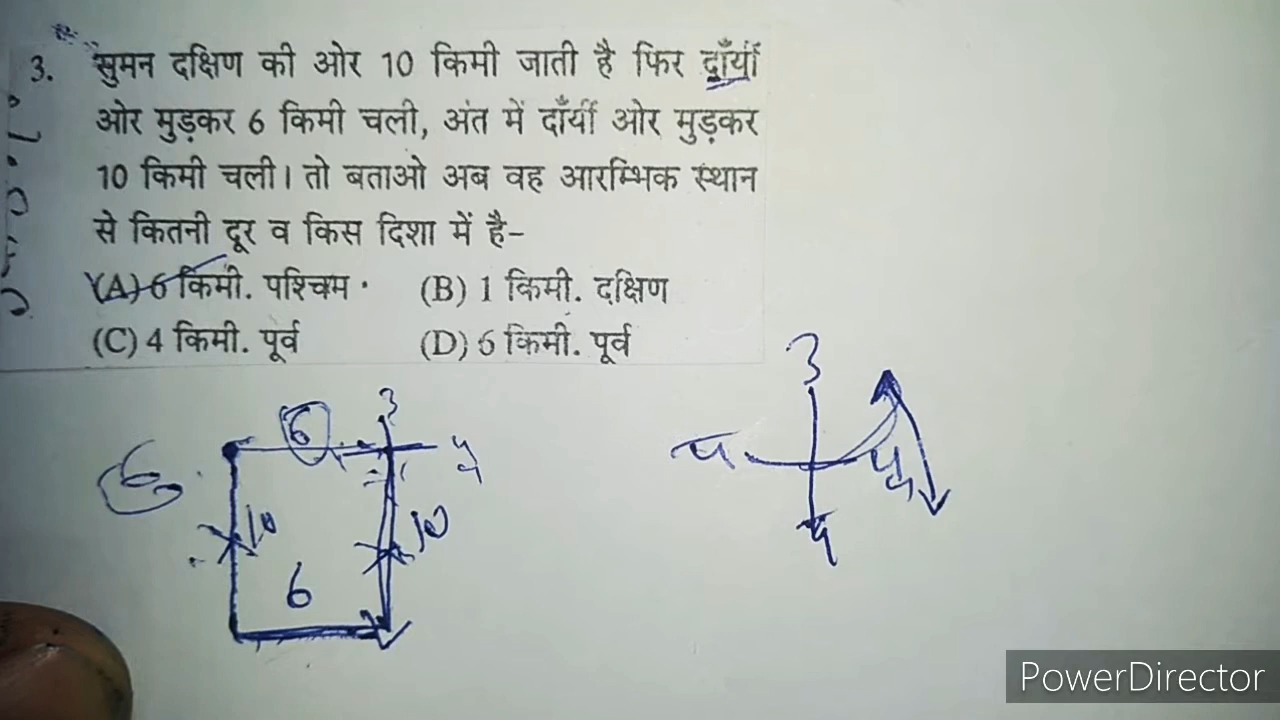 3. सुमन दक्षिण की ओर 10 किमी जाती है फिर दाँयीं
ओर मुड़कर 6 किमी चली, अंत में दाँयीं ओर मुड़कर
10 किमी चली। तो बताओ अब वह आरम्भिक स्थान
से कितनी दूर व किस दिशा में है-
(A) 6 किमी. पश्चिम (B) 1 किमी. दक्षिण
(C) 4 किमी. पूर्व (D) 6 किमी. पूर्व
उ
6
6
पू
10
10
6
उ
प
पू
द
PowerDirector